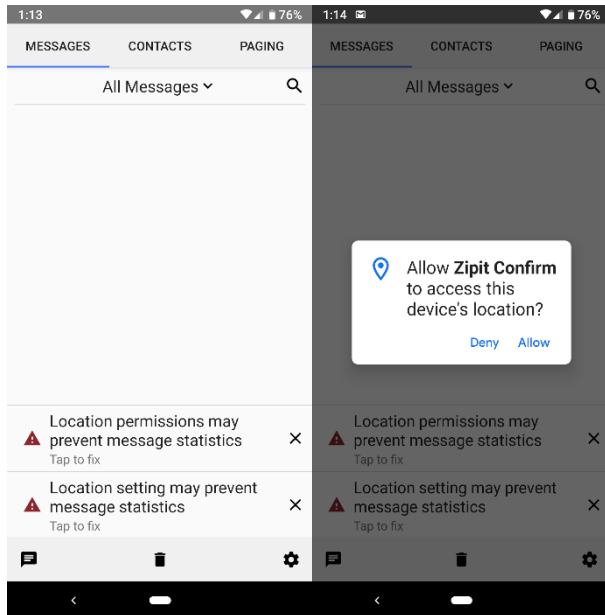 1:13
76%
MESSAGES
CONTACTS
PAGING
All Messages
Location permissions may
prevent message statistics
Tap to fix
Location setting may prevent
message statistics
Tap to fix
1:14
76%
MESSAGES
CONTACTS
PAGING
All Messages
Allow Zipit Confirm
to access this
device's location?
Deny
Allow
Location permissions may
prevent message statistics
Tap to fix
Location setting may prevent
message statistics
Tap to fix